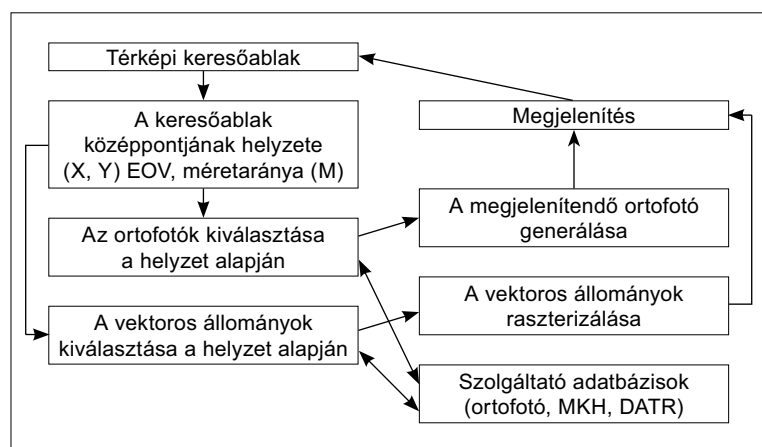 Térképi keresőablak
A keresőablak
középpontjának helyzete
(X, Y) EOV, méretaránya (M)
Az ortofotók kiválasztása
a helyzet alapján
A vektoros állományok
kiválasztása a helyzet alapján
Megjelenítés
A megjelenítendő ortofotó
generálása
A vektoros állományok
raszterizálása
Szolgáltató adatbázisok
(ortofotó, MKH, DATR)